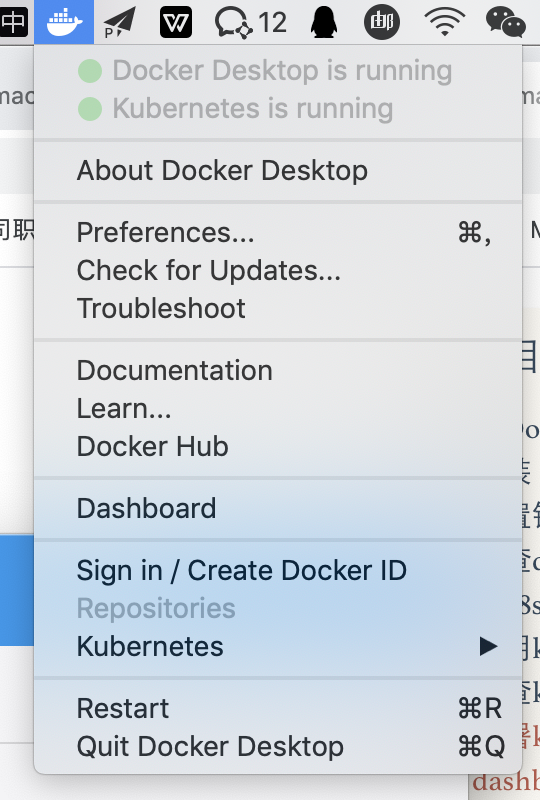 中 P W 12
mac
Docker Desktop is running
Kubernetes is running
About Docker Desktop
司职
Preferences... ⌘,
Check for Updates...
Troubleshoot
Documentation
Learn...
Docker Hub
Dashboard
Sign in / Create Docker ID
Repositories
Kubernetes ▶
Restart ⌘R
Quit Docker Desktop ⌘Q
dashb